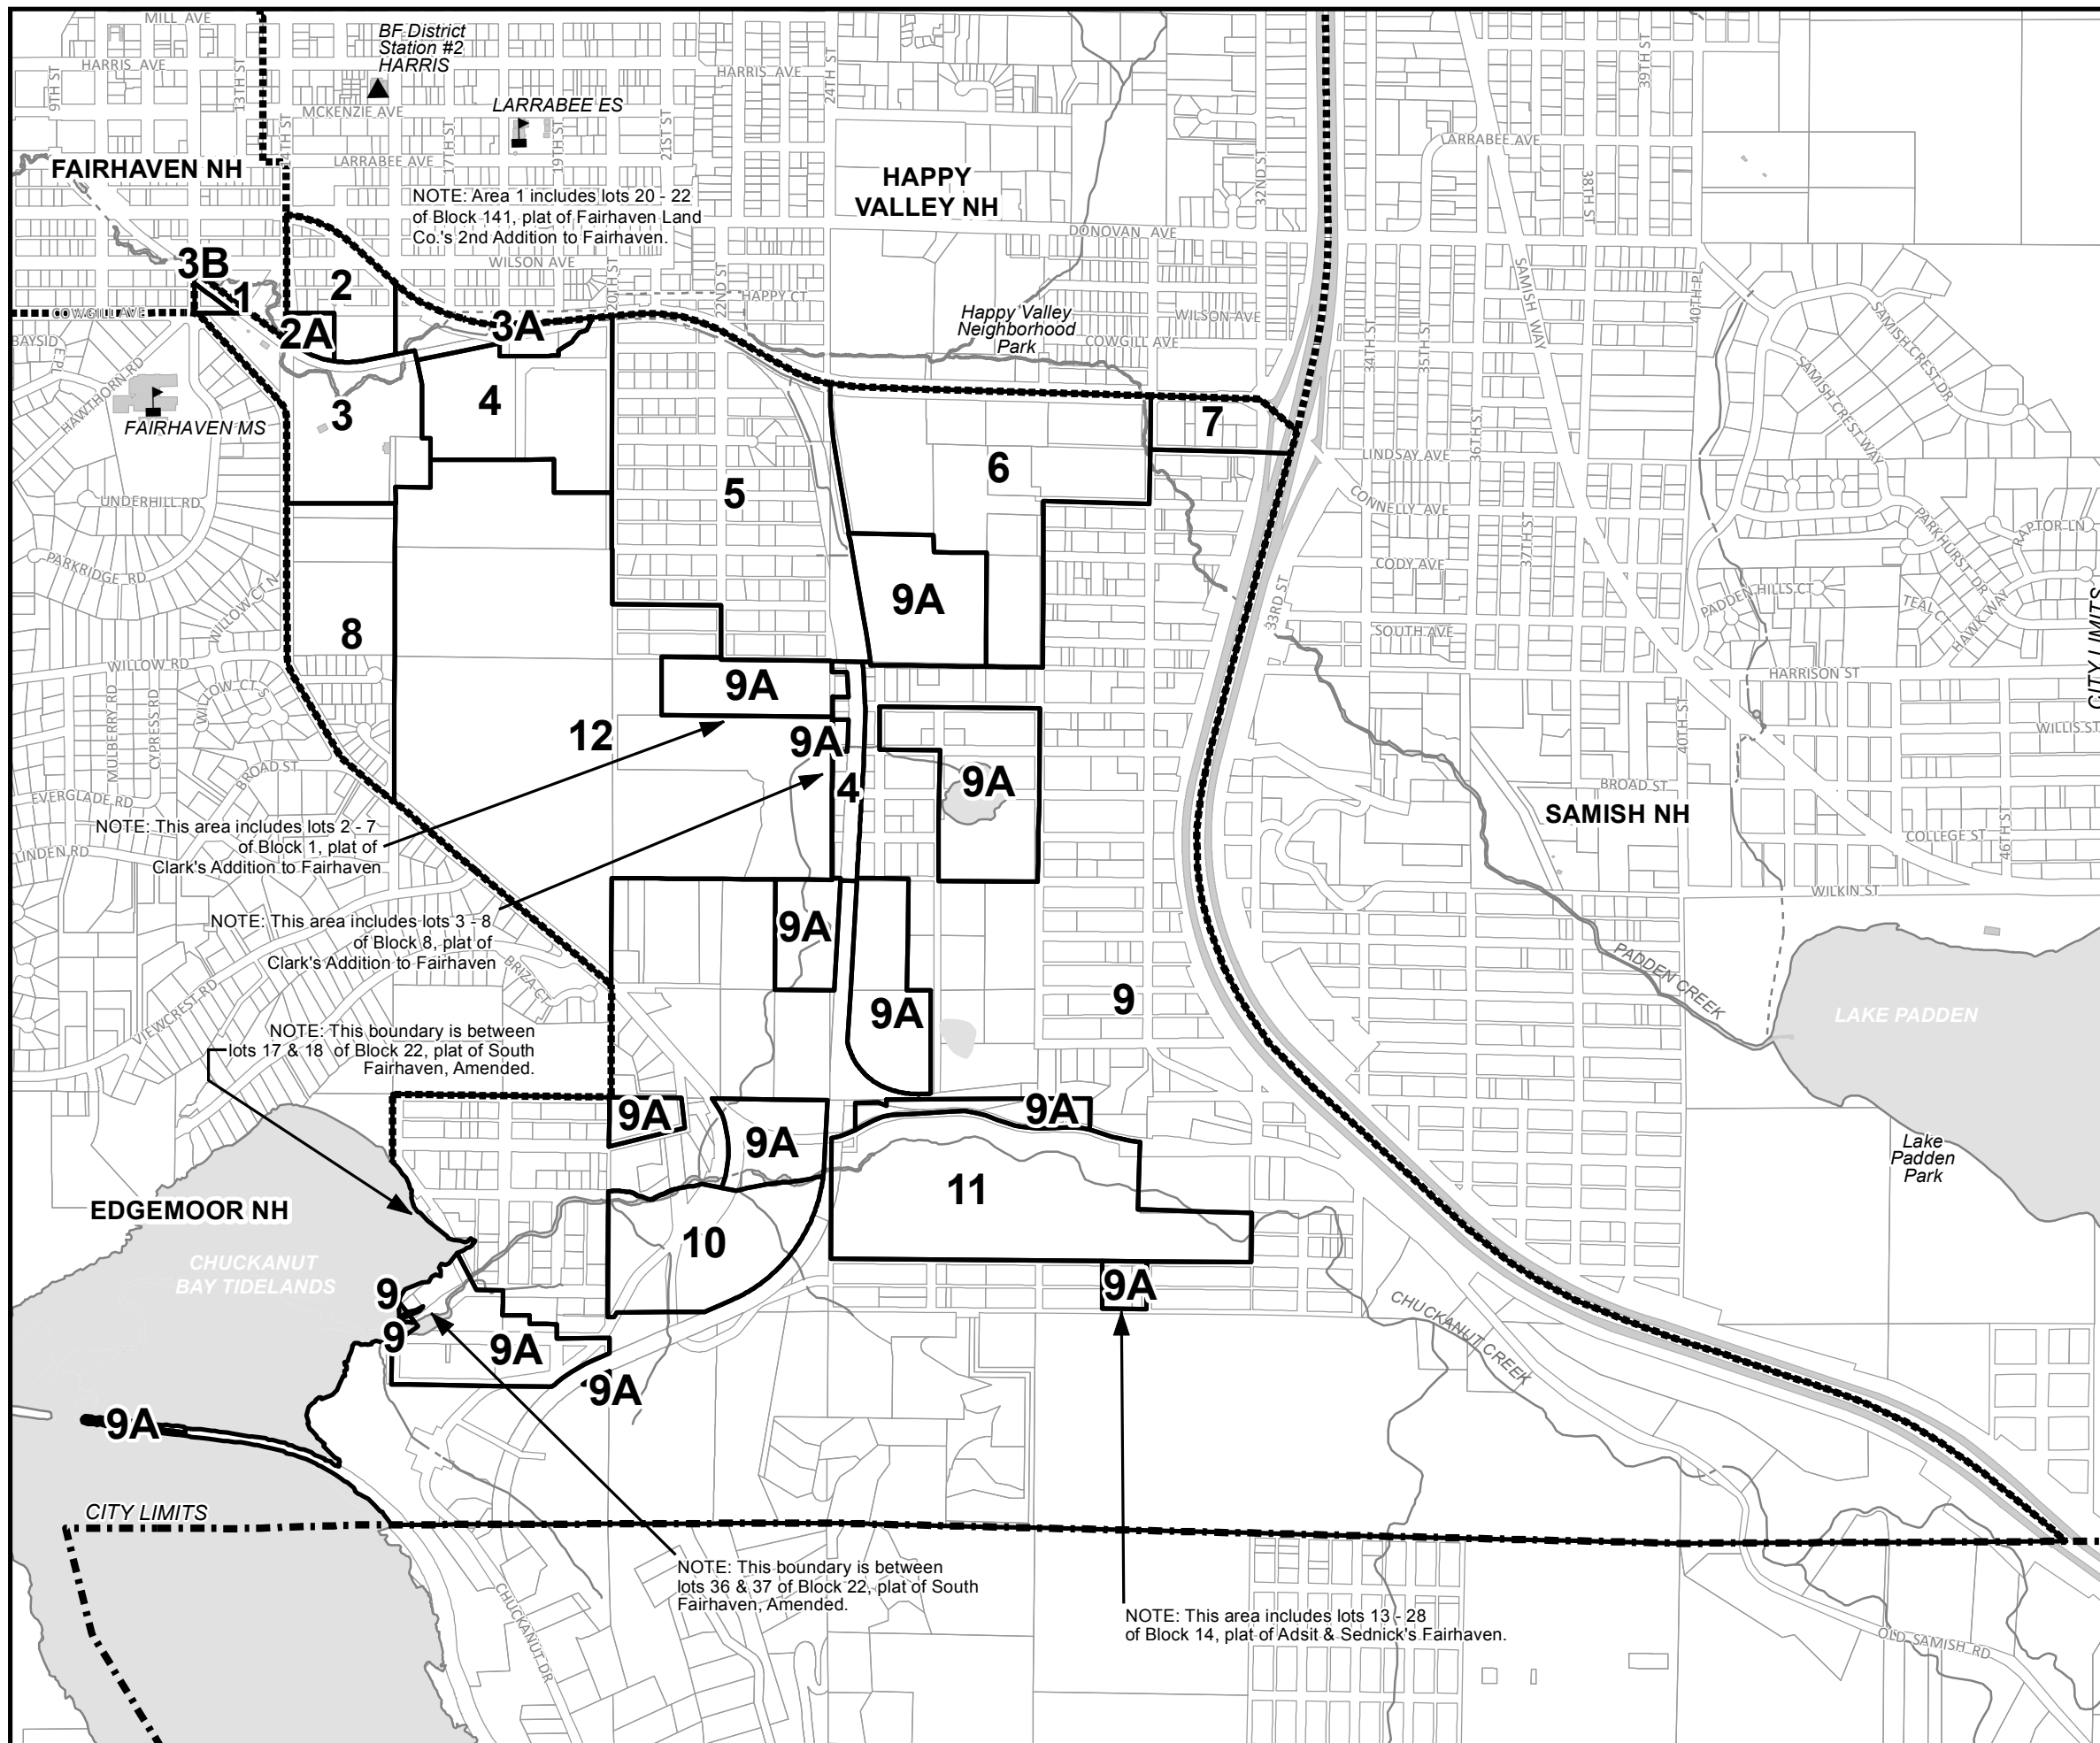 MILL AVE
BF District
Station #2
HARRIS
HARRIS AVE
HARRIS AVE
9TH ST
13TH ST
24TH ST
39TH ST
MCKENZIE AVE
LARRABEE ES
14TH ST
17TH ST
19TH ST
21ST ST
LARRABEE AVE
LARRABEE AVE
FAIRHAVEN NH
HAPPY
VALLEY NH
32ND ST
38TH ST
NOTE: Area 1 includes lots 20 - 22
of Block 141, plat of Fairhaven Land
Co.'s 2nd Addition to Fairhaven.
DONOVAN AVE
WILSON AVE
20TH ST
22ND ST
HAPPY CT
3B
1
2
COWGILL AVE
2A
3A
Happy Valley
Neighborhood
Park
WILSON AVE
COWGILL AVE
SAMISH WAY
40TH PL
SAMISH CREST DR
SAMISH CREST WAY
34TH ST
35TH ST
36TH ST
HAWTHORN RD
FAIRHAVEN MS
3
4
7
6
5
LINDSAY AVE
CONNELLY AVE
37TH ST
UNDERHILL RD
PARKRIDGE RD
PARKHURST DR
RAPTOR LN
CODY AVE
33RD ST
PADDEN HILLS CT
TEAL CT
HAWK WAY
CITY LIMITS
SOUTH AVE
WILLOW CT N
8
9A
WILLOW RD
WILLOW CT S
MULBERRY RD
CYPRESS RD
9A
HARRISON ST
12
9A
4
9A
40TH ST
WILLIS ST
BROAD ST
BROAD ST
SAMISH NH
EVERGLADE RD
LINDEN RD
COLLEGE ST
46TH ST
WILKIN ST
NOTE: This area includes lots 2 - 7
of Block 1, plat of
Clark's Addition to Fairhaven
NOTE: This area includes lots 3 - 8
of Block 8, plat of
Clark's Addition to Fairhaven
9A
BRIZA CT
VIEWCREST RD
PADDEN CREEK
9
9A
LAKE PADDEN
NOTE: This boundary is between
lots 17 & 18 of Block 22, plat of South
Fairhaven, Amended.
9A
9A
9A
Lake
Padden
Park
11
EDGEMOOR NH
10
CHUCKANUT
BAY TIDELANDS
9
9
9A
9A
9A
9A
CHUCKANUT CREEK
CITY LIMITS
NOTE: This boundary is between
lots 36 & 37 of Block 22, plat of South
Fairhaven, Amended.
CHUCKANUT DR
NOTE: This area includes lots 13 - 28
of Block 14, plat of Adsit & Sednick's Fairhaven.
OLD SAMISH RD